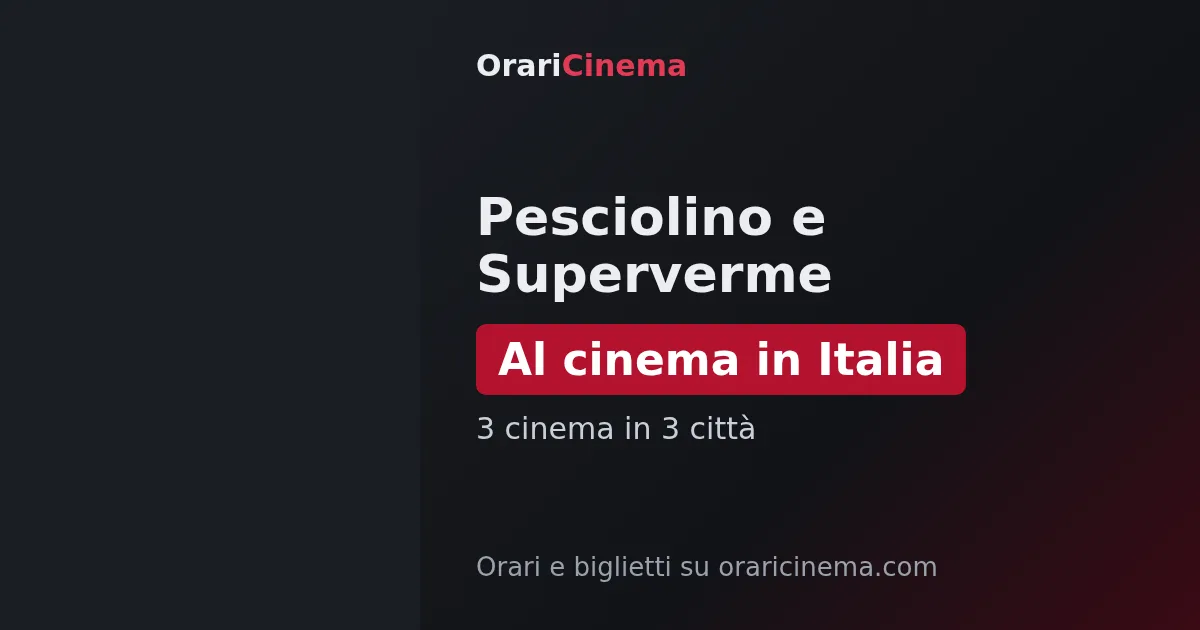 OrariCinema
Pesciolino e
Superverme
Al cinema in Italia
3 cinema in 3 città
Orari e biglietti su oraricinema.com